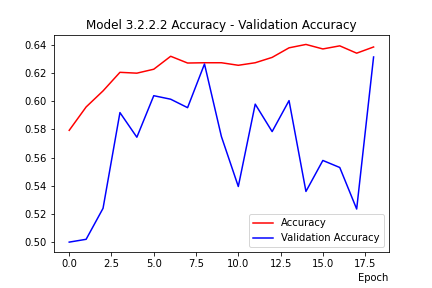 Model 3.2.2.2 Accuracy - Validation Accuracy
0.64
0.62
0.60
0.58
0.56
0.54
0.52
0.50
Accuracy
Validation Accuracy
0.0 2.5 5.0 7.5 10.0 12.5 15.0 17.5
Epoch